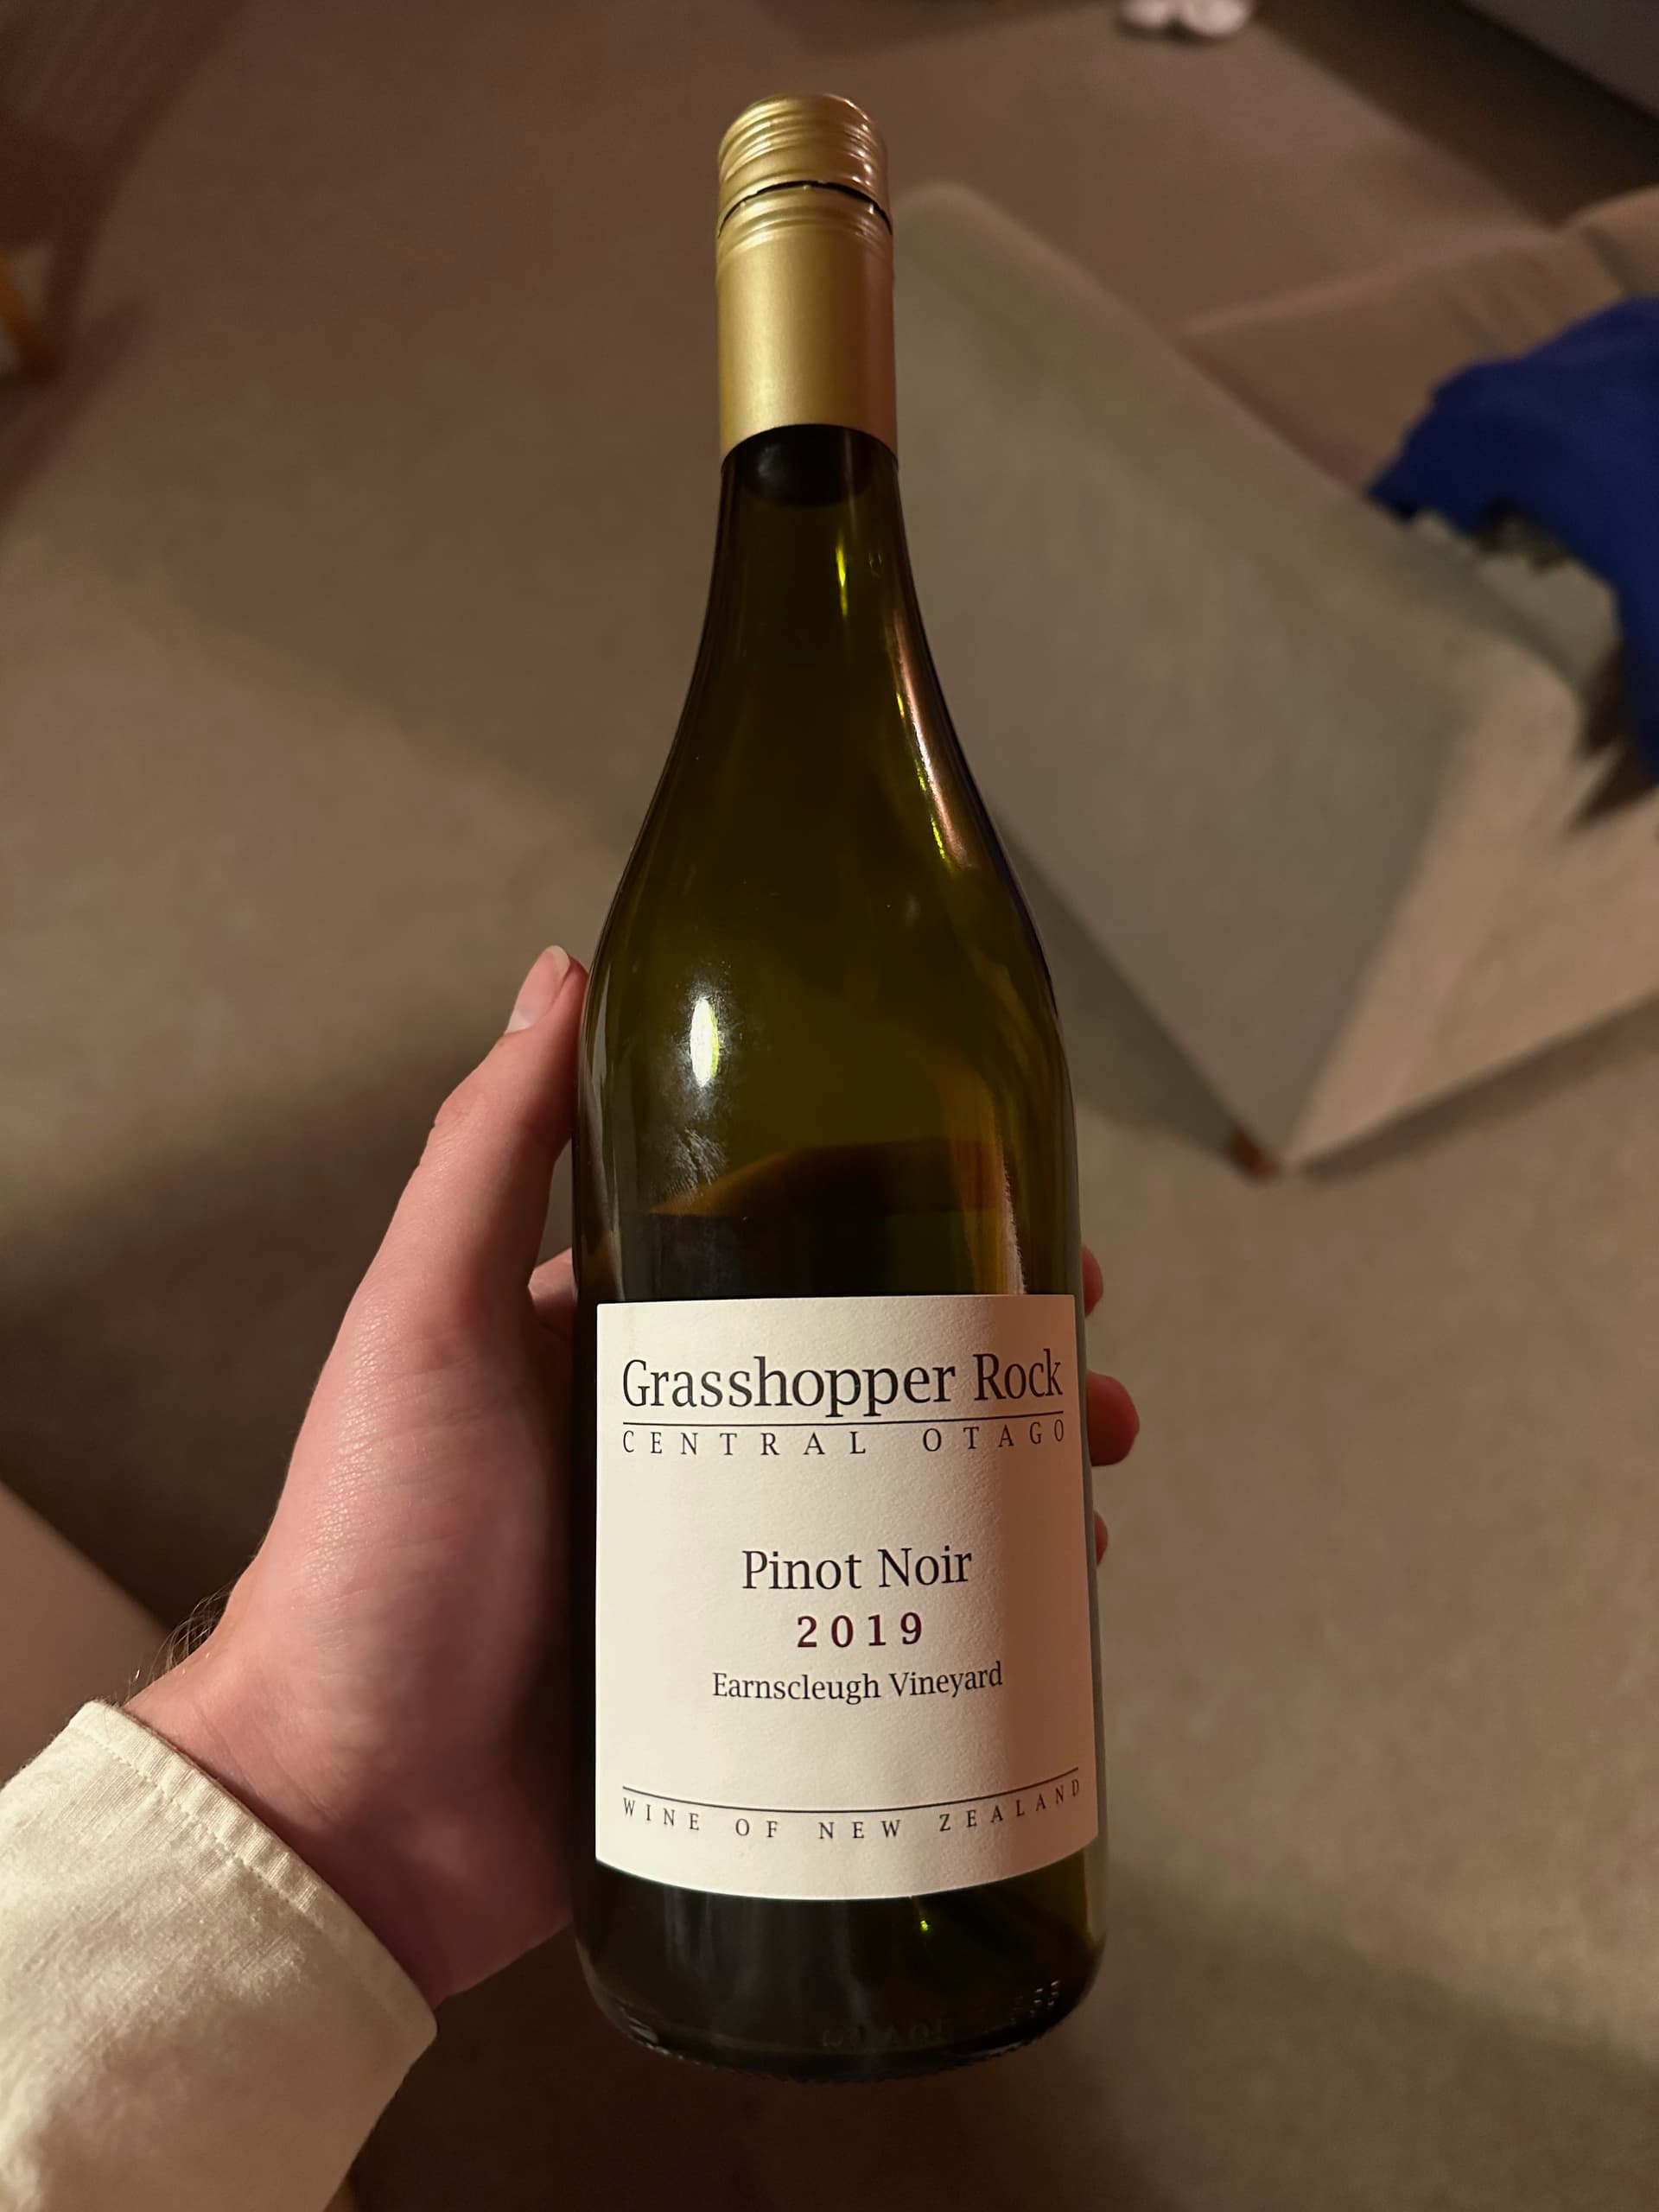 Grasshopper Rock
CENTRAL OTAGO
Pinot Noir
2019
Earnscleugh Vineyard
WINE OF NEW ZEALAND